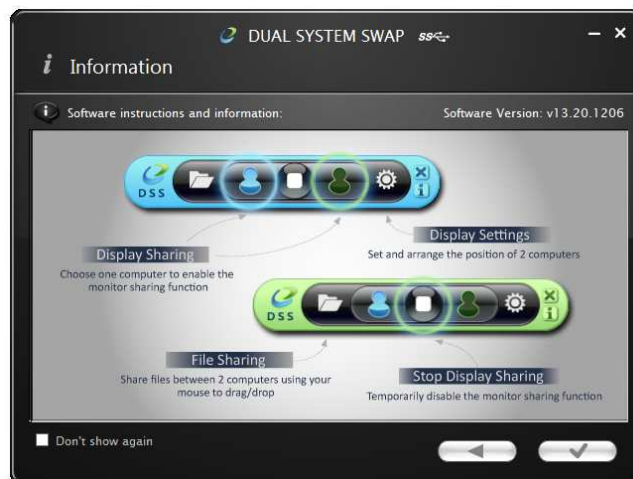 DUAL SYSTEM SWAP
i Information
i Software instructions and information: Software Version: v13.20.1206
DSS
i
Display Sharing
Choose one computer to enable the
monitor sharing function
Display Settings
Set and arrange the position of 2 computers
DSS
i
File Sharing
Share files between 2 computers using your
mouse to drag/drop
Stop Display Sharing
Temporarily disable the monitor sharing function
Don't show again